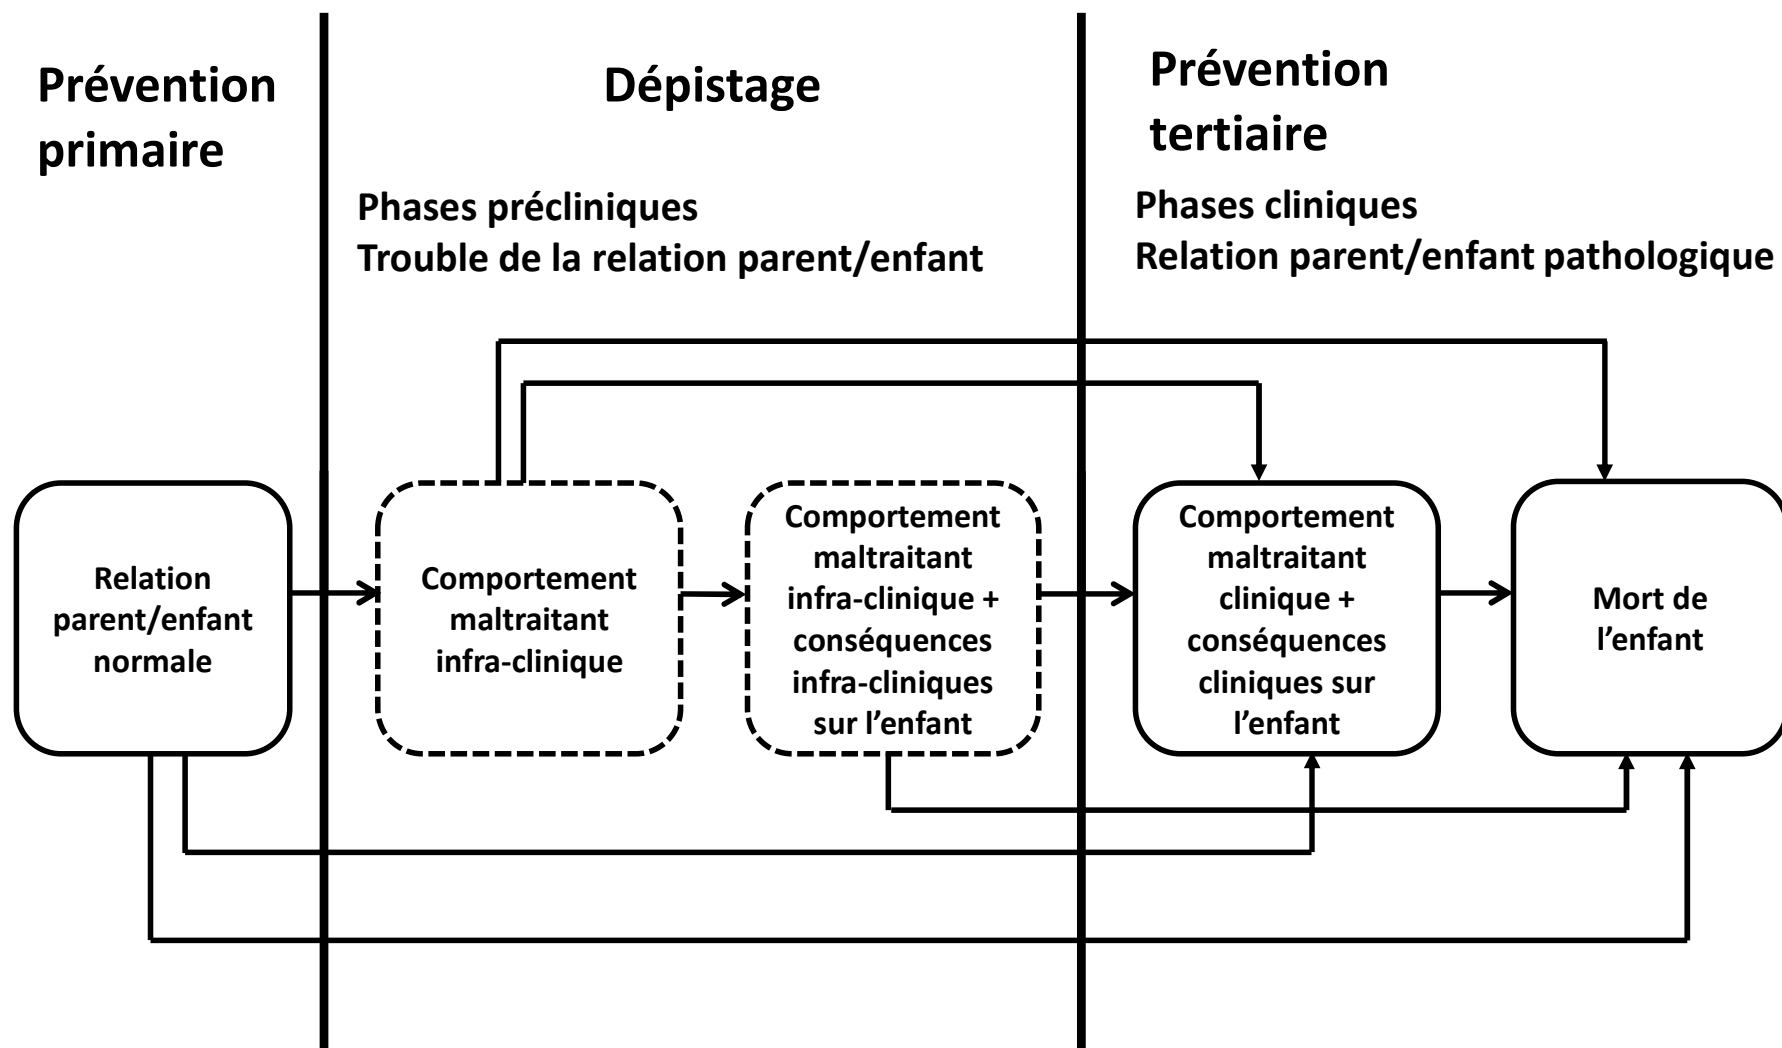 Prévention
primaire
Dépistage
Prévention
tertiaire
Phases précliniques
Trouble de la relation parent/enfant
Phases cliniques
Relation parent/enfant pathologique
Relation
parent/enfant
normale
Comportement
maltraitant
infra-clinique
Comportement
maltraitant
infra-clinique +
conséquences
infra-cliniques
sur l’enfant
Comportement
maltraitant
clinique +
conséquences
cliniques sur
l’enfant
Mort de
l’enfant